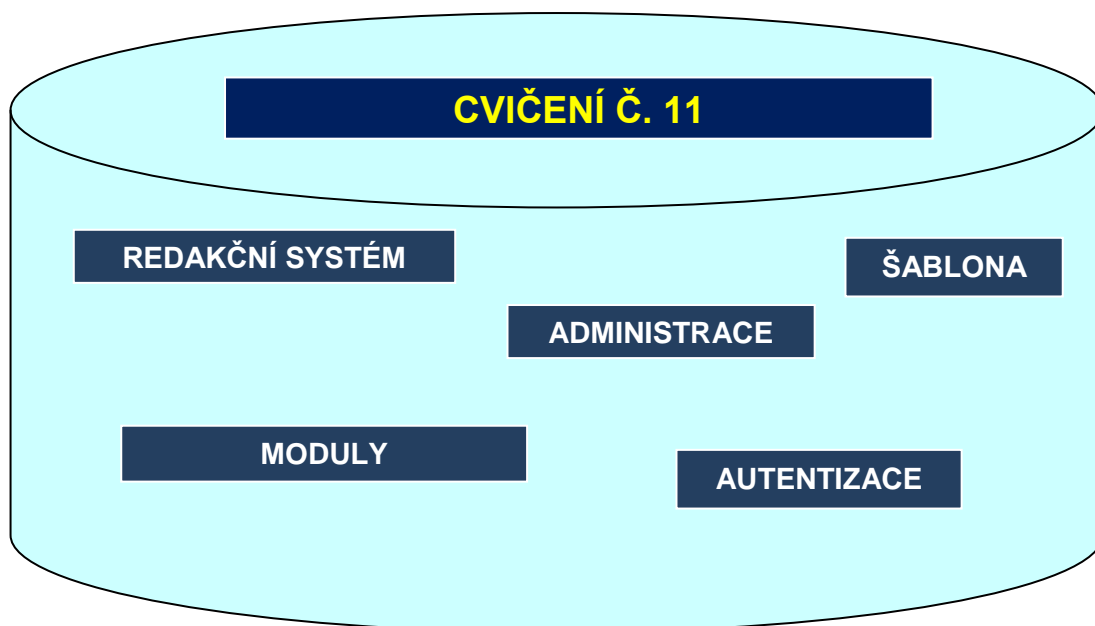 CVIČENÍ Č. 11
REDAKČNÍ SYSTÉM
ŠABLONA
ADMINISTRACE
MODULY
AUTENTIZACE